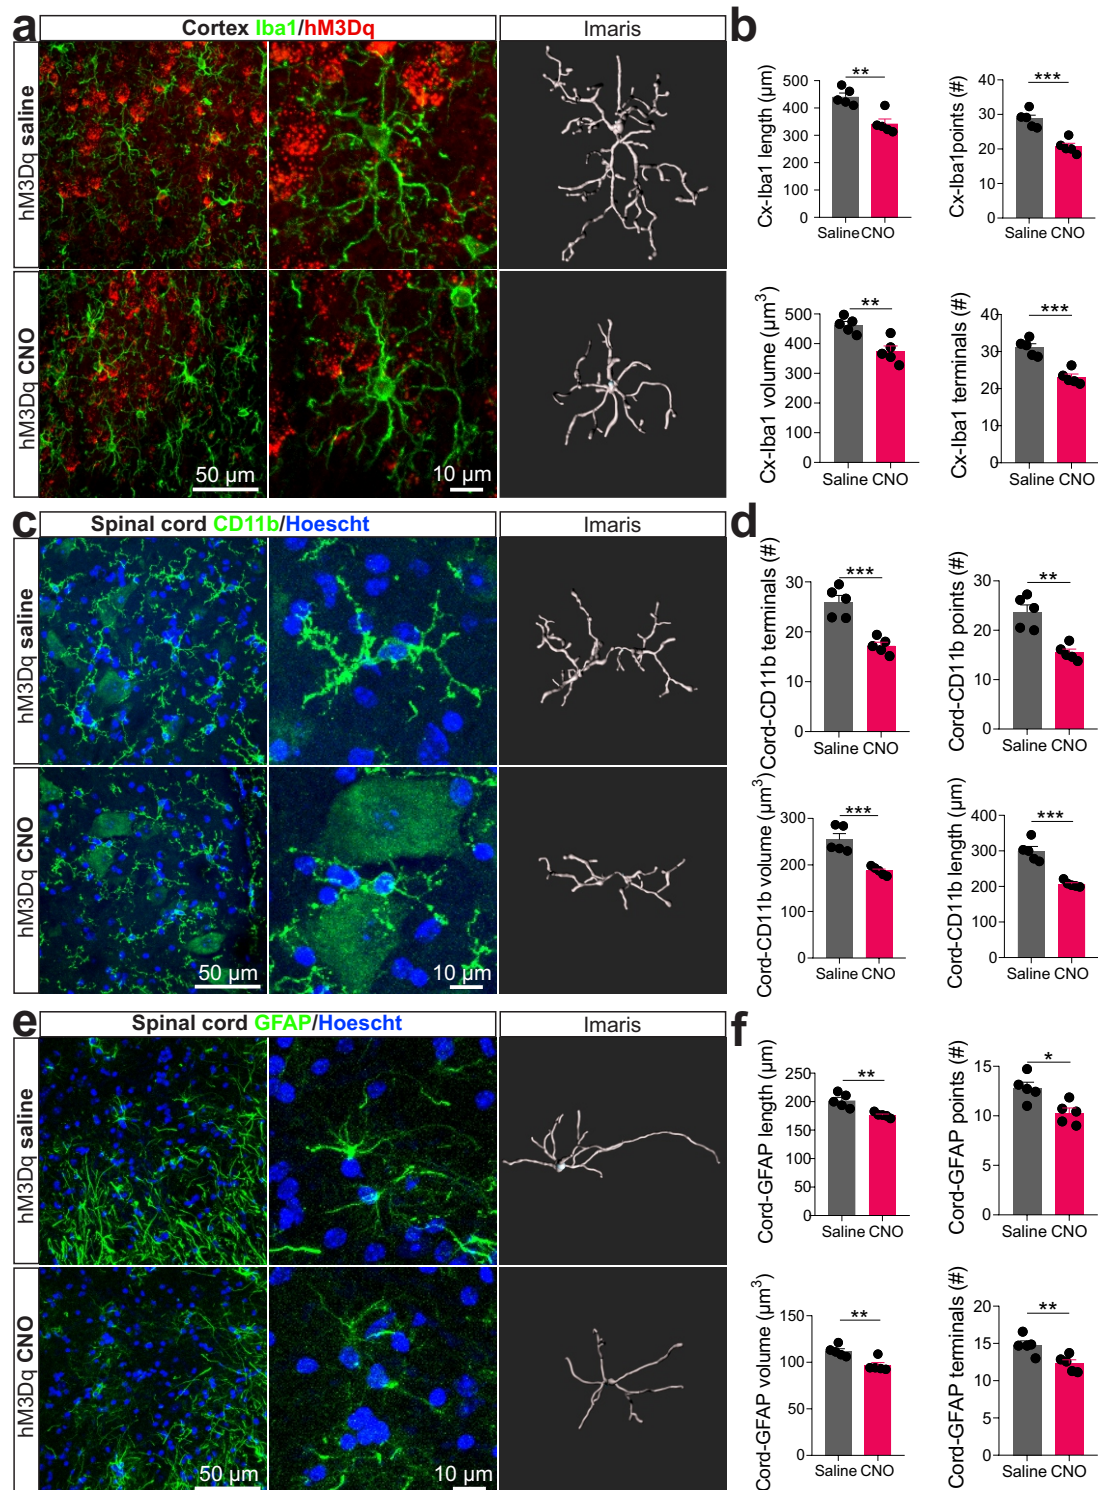 a
Cortex Iba1/hM3Dq
Imaris
hM3Dq saline
hM3Dq CNO
50 µm
10 µm
b
Cx-Iba1 length (µm)
500
400
300
200
100
0
**
Saline CNO
Cx-Iba1points (#)
40
30
20
10
0
***
Saline CNO
Cx-Iba1 volume (µm³)
500
400
300
200
100
0
**
Saline CNO
Cx-Iba1 terminals (#)
40
30
20
10
0
***
Saline CNO
c
Spinal cord CD11b/Hoescht
Imaris
hM3Dq saline
hM3Dq CNO
50 µm
10 µm
d
Cord-CD11b terminals (#)
30
20
10
0
***
Saline CNO
Cord-CD11b points (#)
30
20
10
0
**
Saline CNO
Cord-CD11b volume (µm³)
300
200
100
0
***
Saline CNO
Cord-CD11b length (µm)
400
300
200
100
0
***
Saline CNO
e
Spinal cord GFAP/Hoescht
Imaris
hM3Dq saline
hM3Dq CNO
50 µm
10 µm
f
Cord-GFAP length (µm)
250
200
150
100
50
0
**
Saline CNO
Cord-GFAP points (#)
15
10
5
0
*
Saline CNO
Cord-GFAP volume (µm³)
150
100
50
0
**
Saline CNO
Cord-GFAP terminals (#)
20
15
10
5
0
**
Saline CNO